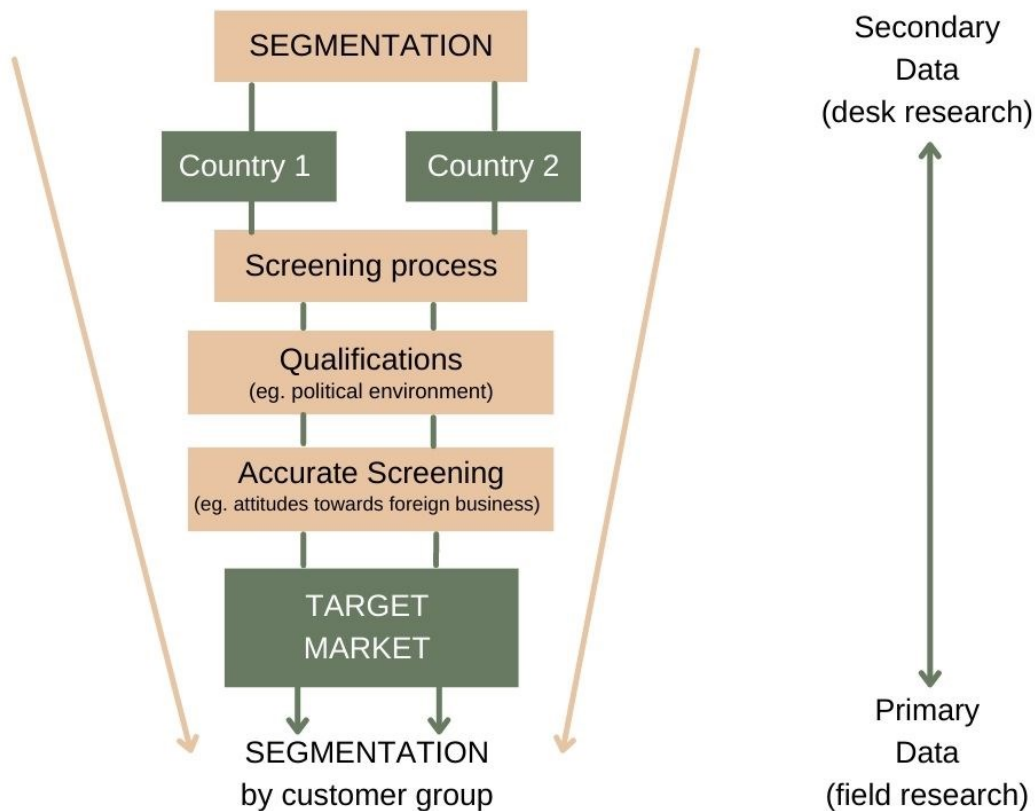 SEGMENTATION
Country 1
Country 2
Screening process
Qualifications
(eg. political environment)
Accurate Screening
(eg. attitudes towards foreign business)
TARGET
MARKET
SEGMENTATION
by customer group
Secondary
Data
(desk research)
Primary
Data
(field research)